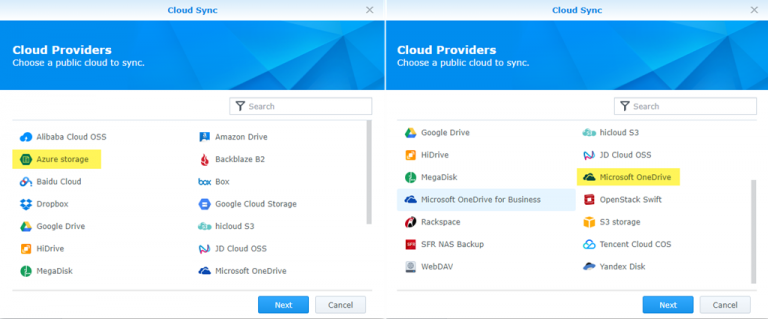 Cloud Sync
Cloud Providers
Choose a public cloud to sync.
Search
Alibaba Cloud OSS
Amazon Drive
Azure storage
Backblaze B2
Baidu Cloud
box
Box
Dropbox
Google Cloud Storage
Google Drive
hicloud S3
HiDrive
JD Cloud OSS
MegaDisk
Microsoft OneDrive
Next
Cancel
Cloud Sync
Cloud Providers
Choose a public cloud to sync.
Search
Google Drive
hicloud S3
HiDrive
JD Cloud OSS
MegaDisk
Microsoft OneDrive
Microsoft OneDrive for Business
OpenStack Swift
Rackspace
S3 storage
SFR NAS Backup
Tencent Cloud COS
WebDAV
Yandex Disk
Next
Cancel